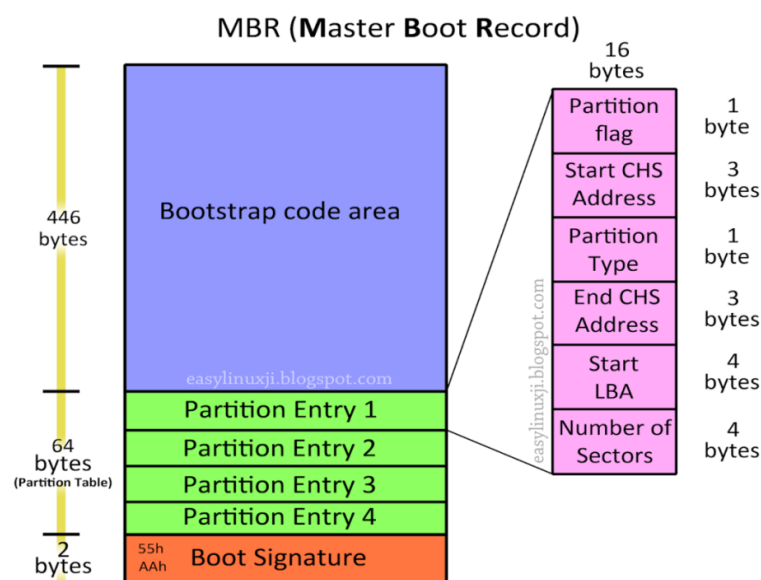 MBR (Master Boot Record)
446
bytes
Bootstrap code area
easylinuxji.blogspot.com
64
bytes
(Partition Table)
Partition Entry 1
Partition Entry 2
Partition Entry 3
Partition Entry 4
2
bytes
55h
AAh
Boot Signature
16
bytes
Partition
flag
1
byte
Start CHS
Address
3
bytes
Partition
Type
1
byte
End CHS
Address
3
bytes
Start
LBA
4
bytes
Number of
Sectors
4
bytes
easylinuxji.blogspot.com